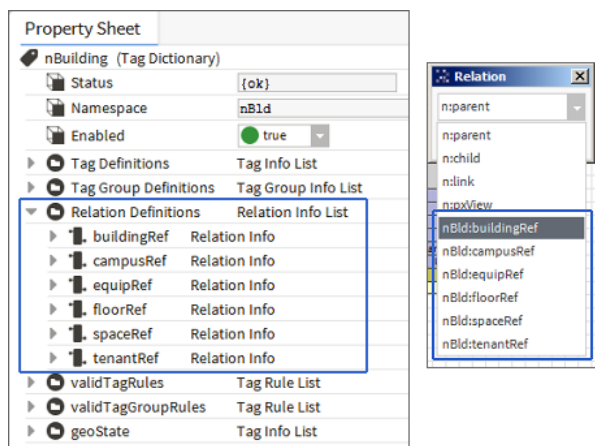 Property Sheet
nBuilding (Tag Dictionary)
Status {ok}
Namespace nBld
Enabled true
Tag Definitions Tag Info List
Tag Group Definitions Tag Group Info List
Relation Definitions Relation Info List
buildingRef Relation Info
campusRef Relation Info
equipRef Relation Info
floorRef Relation Info
spaceRef Relation Info
tenantRef Relation Info
validTagRules Tag Rule List
validTagGroupRules Tag Rule List
geoState Tag Info List
Relation
n:parent
n:parent
n:child
n:link
n:pxView
nBld:buildingRef
nBld:campusRef
nBld:equipRef
nBld:floorRef
nBld:spaceRef
nBld:tenantRef